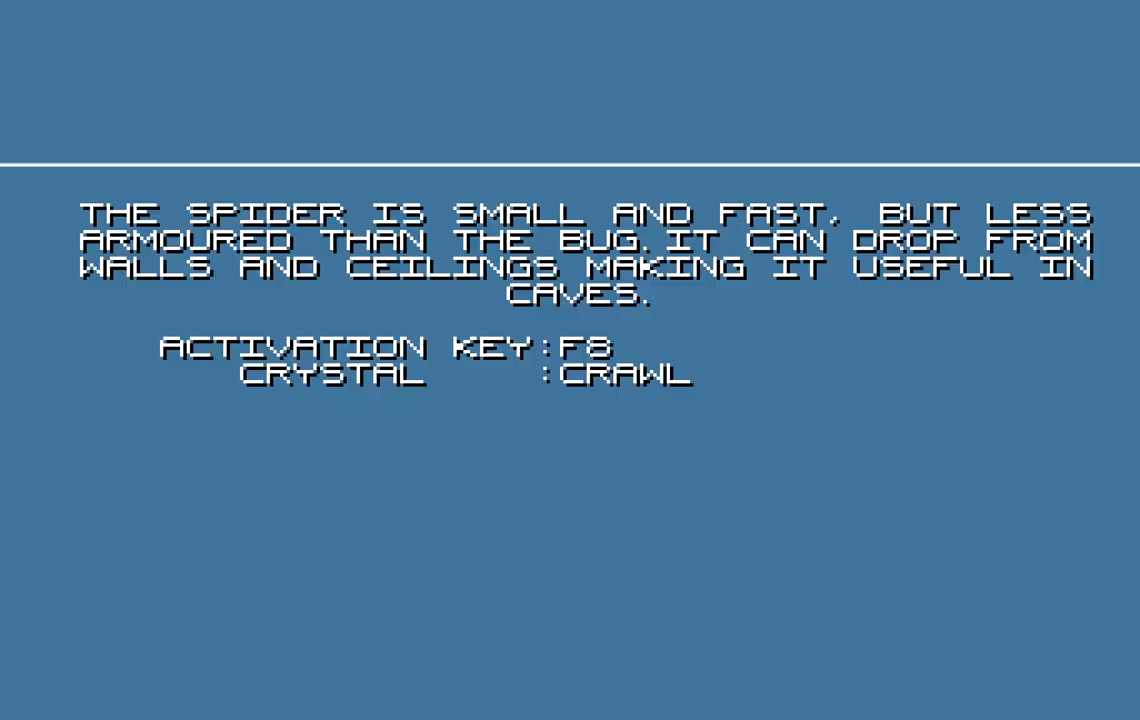 THE SPIDER IS SMALL AND FAST, BUT LESS
ARMOURED THAN THE BUG. IT CAN DROP FROM
WALLS AND CEILINGS MAKING IT USEFUL IN
CAVES.
ACTIVATION KEY:F8
CRYSTAL :CRAWL